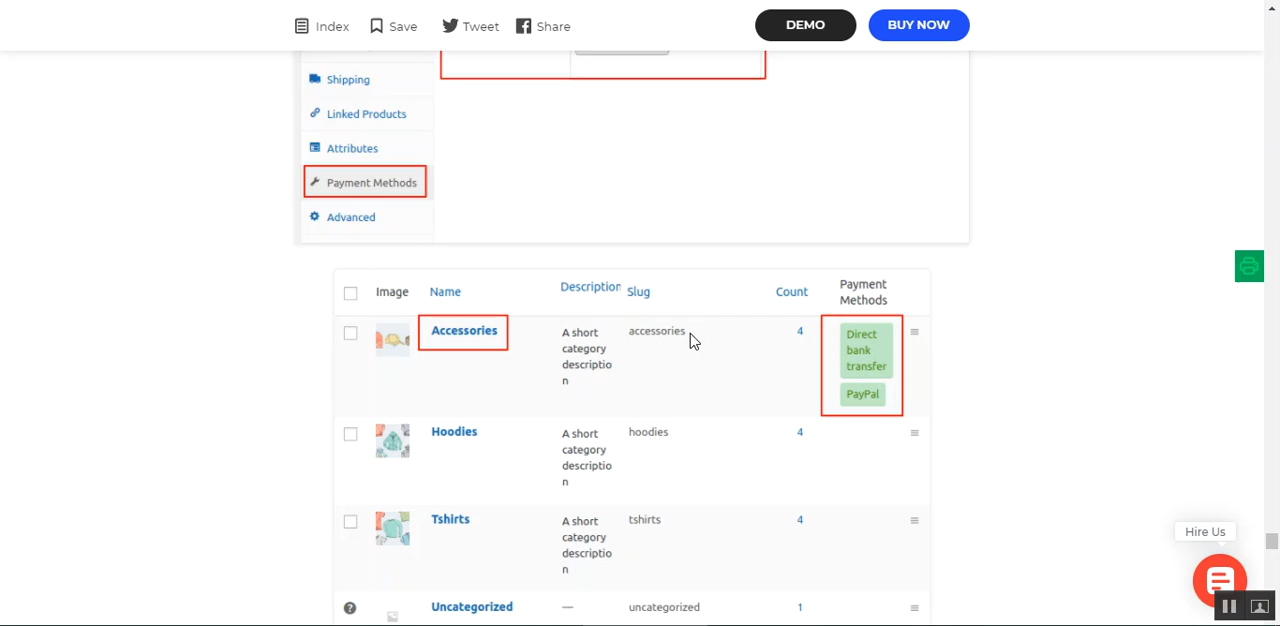 Index Save Tweet Share DEMO BUY NOW
Shipping
Linked Products
Attributes
Payment Methods
Advanced
Image Name Description Slug Count Payment
Methods
Accessories A short accessories 4 Direct
category bank
descriptio transfer
n PayPal
Hoodies A short hoodies 4
category
descriptio
n
Tshirts A short tshirts 4
category
descriptio
n
Hire Us
Uncategorized — uncategorized 1